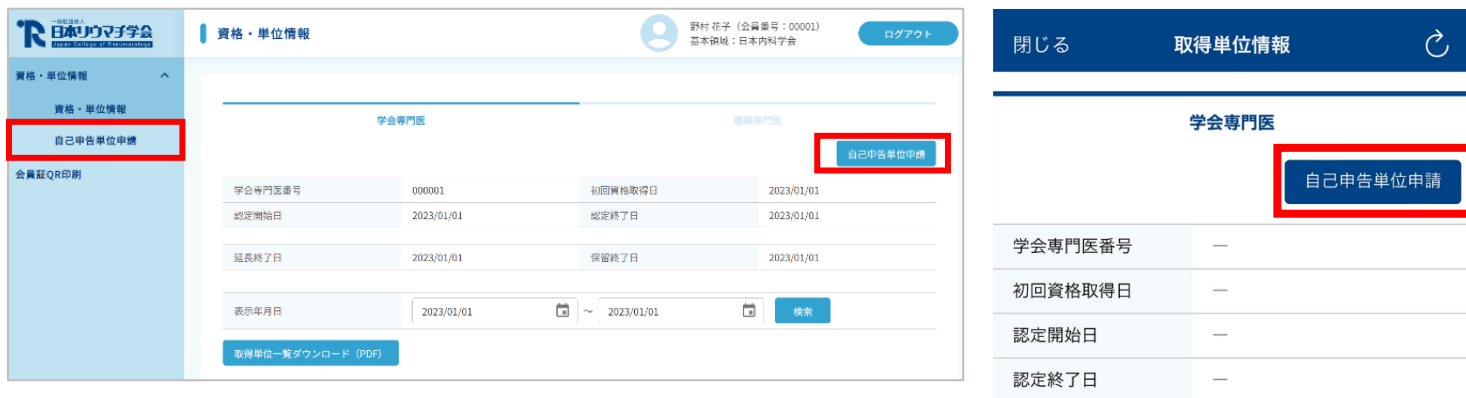 一般社団法人
日本リウマチ学会
Japan College of Rheumatology
資格・単位情報
資格・単位情報
自己申告単位申請
会員証QR印刷
資格・単位情報
野村 花子（会員番号：00001）
基本領域：日本内科学会
ログアウト
学会専門医
機構専門医
自己申告単位申請
学会専門医番号 000001 初回資格取得日 2023/01/01
認定開始日 2023/01/01 認定終了日 2023/01/01
延長終了日 2023/01/01 保留終了日 2023/01/01
表示年月日 2023/01/01 ～ 2023/01/01 検索
取得単位一覧ダウンロード（PDF）
閉じる 取得単位情報
学会専門医
自己申告単位申請
学会専門医番号 —
初回資格取得日 —
認定開始日 —
認定終了日 —